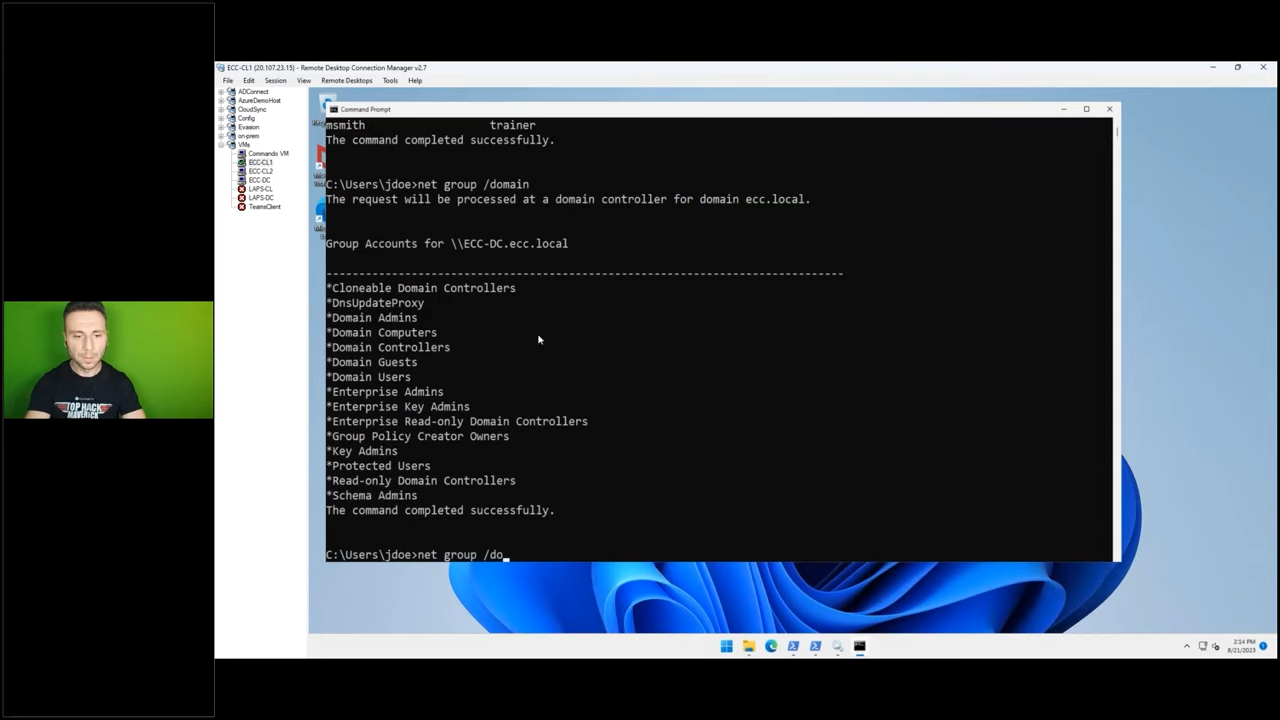 ECC-CL1 (20.107.23.15) - Remote Desktop Connection Manager v2.7
File Edit Session View Remote Desktops Tools Help
ADConnect
AzureDemoHost
CloudSync
Config
Evasion
on-prem
VMs
Commando VM
ECC-CL1
ECC-CL2
ECC-DC
LAPS-CL
LAPS-DC
TeamsClient
Command Prompt
msmith trainer
The command completed successfully.
C:\Users\jdoe>net group /domain
The request will be processed at a domain controller for domain ecc.local.
Group Accounts for \\ECC-DC.ecc.local
-------------------------------------------------------------------------------
*Cloneable Domain Controllers
*DnsUpdateProxy
*Domain Admins
*Domain Computers
*Domain Controllers
*Domain Guests
*Domain Users
*Enterprise Admins
*Enterprise Key Admins
*Enterprise Read-only Domain Controllers
*Group Policy Creator Owners
*Key Admins
*Protected Users
*Read-only Domain Controllers
*Schema Admins
The command completed successfully.
C:\Users\jdoe>net group /do_
TOP HACK
MAVERICK
2:14 PM
8/21/2023